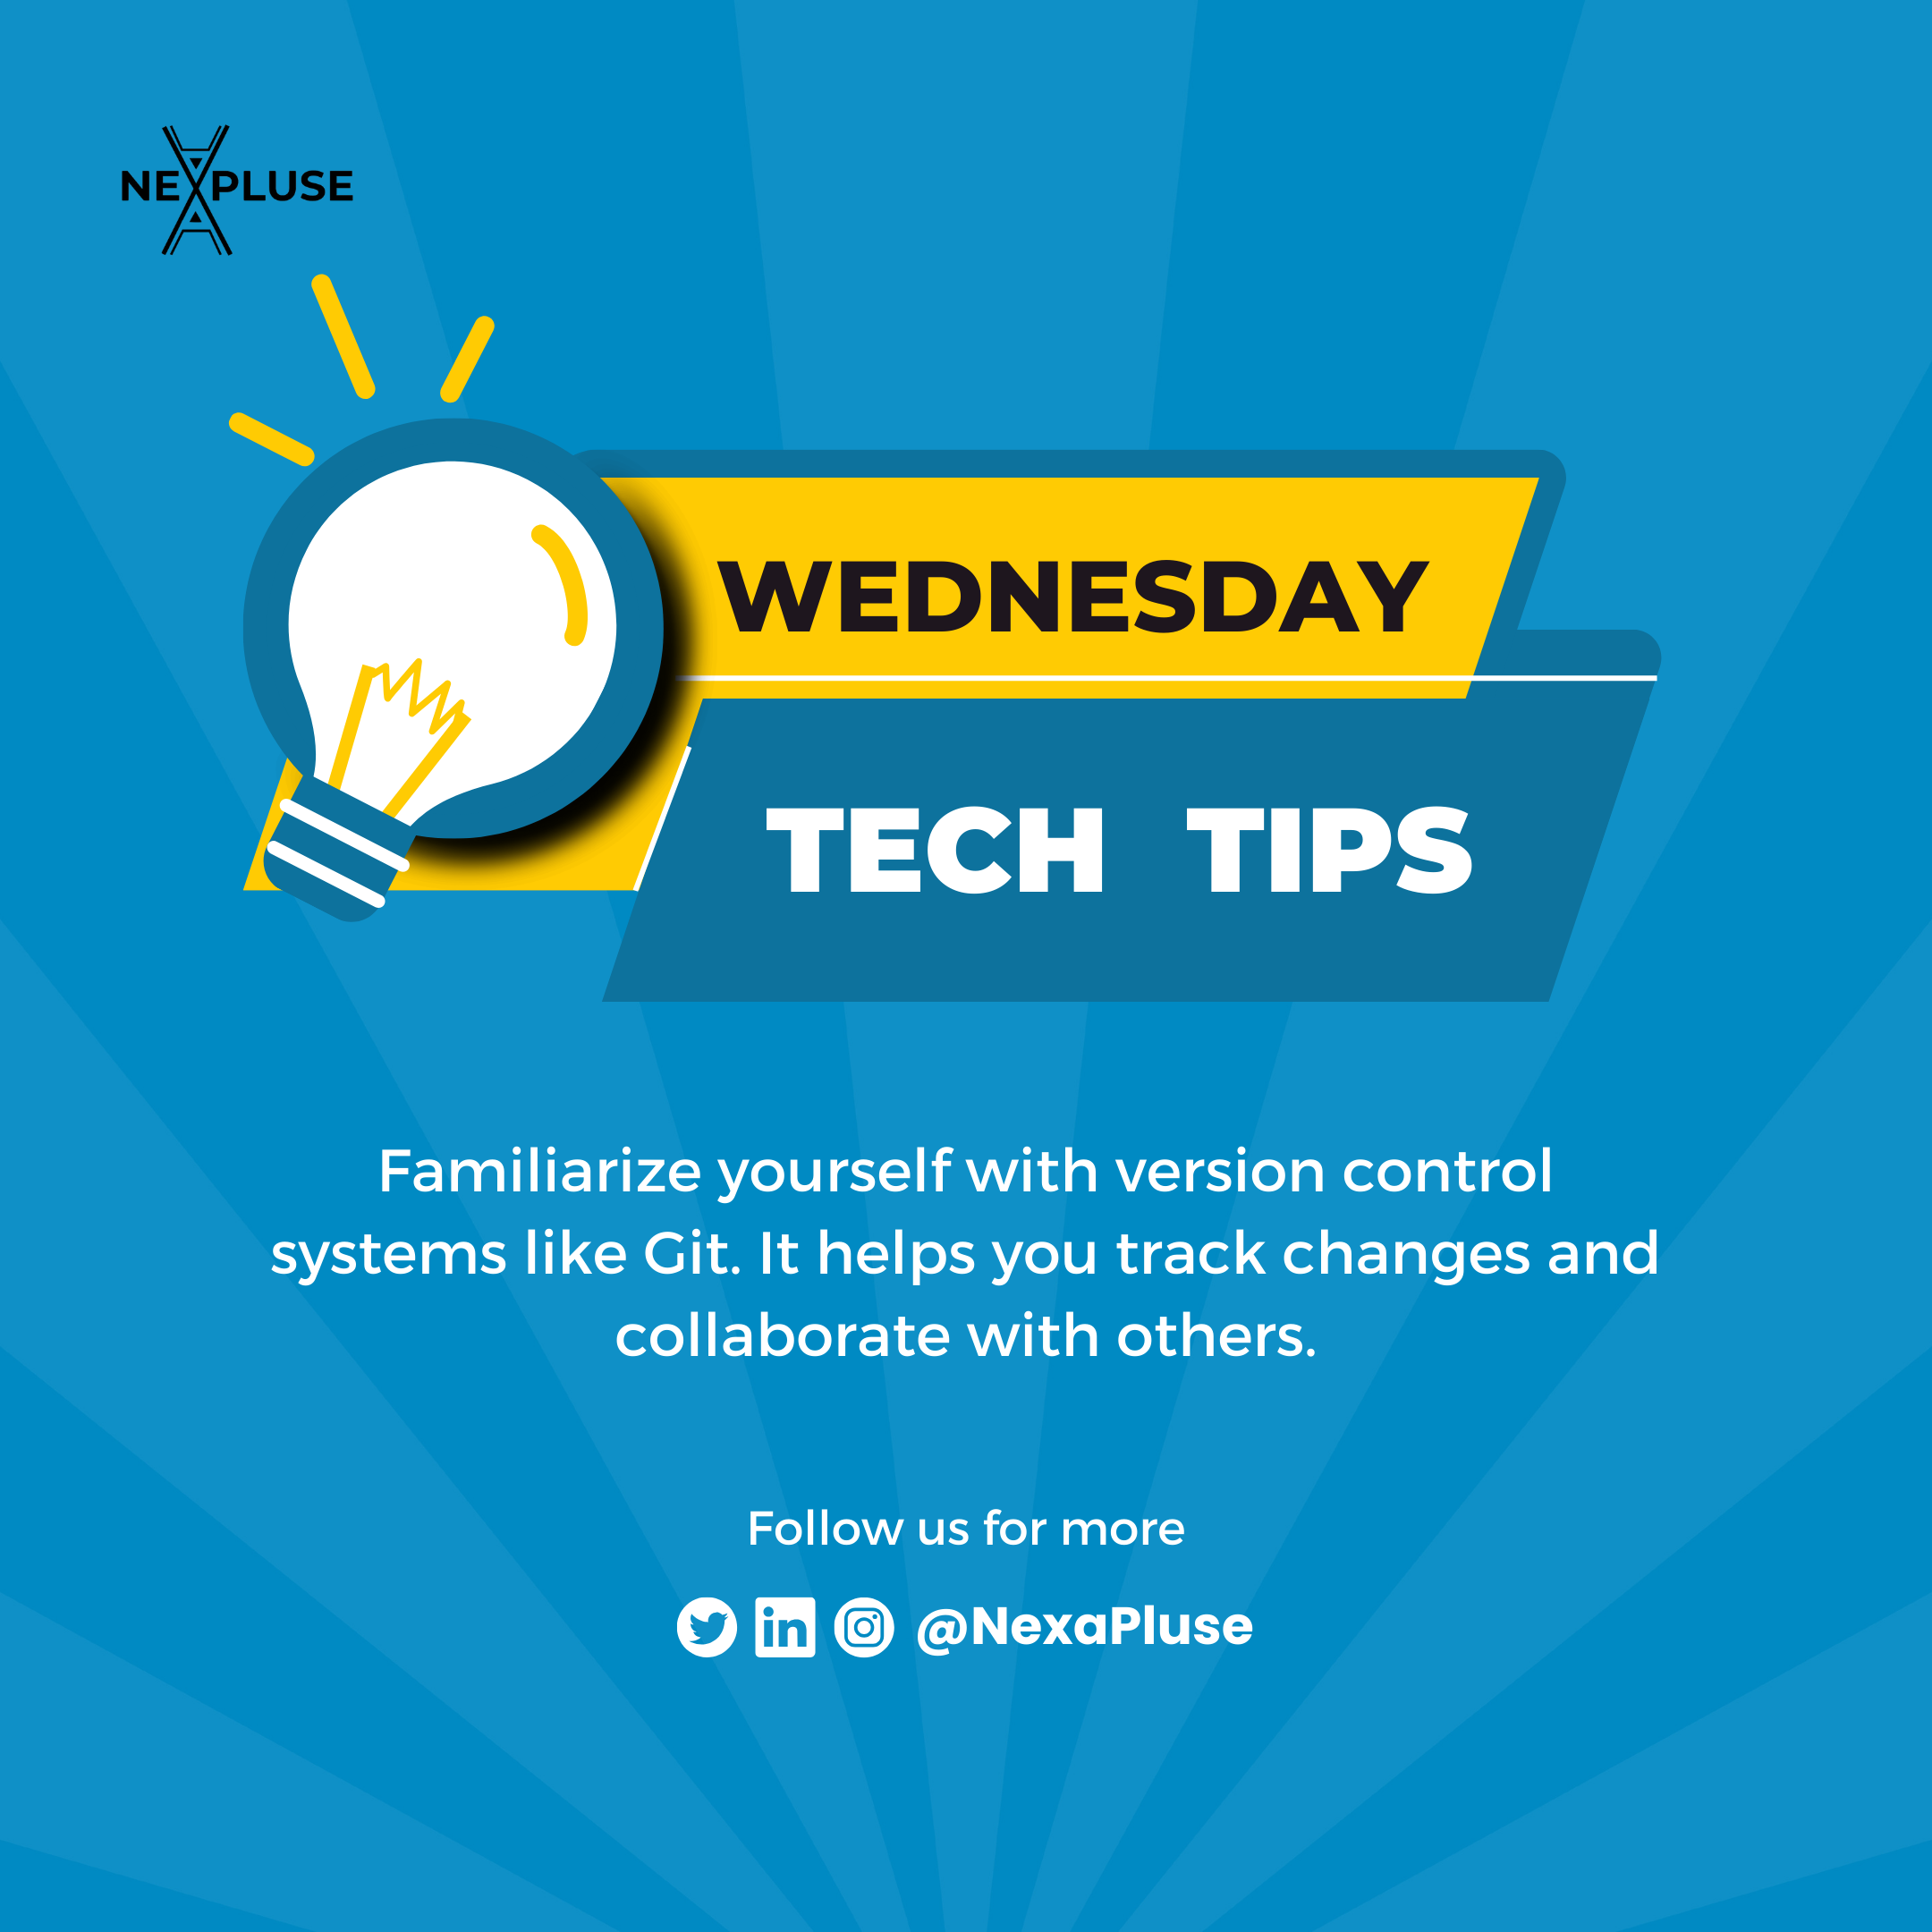 NEXPLUSE
WEDNESDAY
TECH TIPS
Familiarize yourself with version control
systems like Git. It helps you track changes and
collaborate with others.
Follow us for more
in @NexaPluse